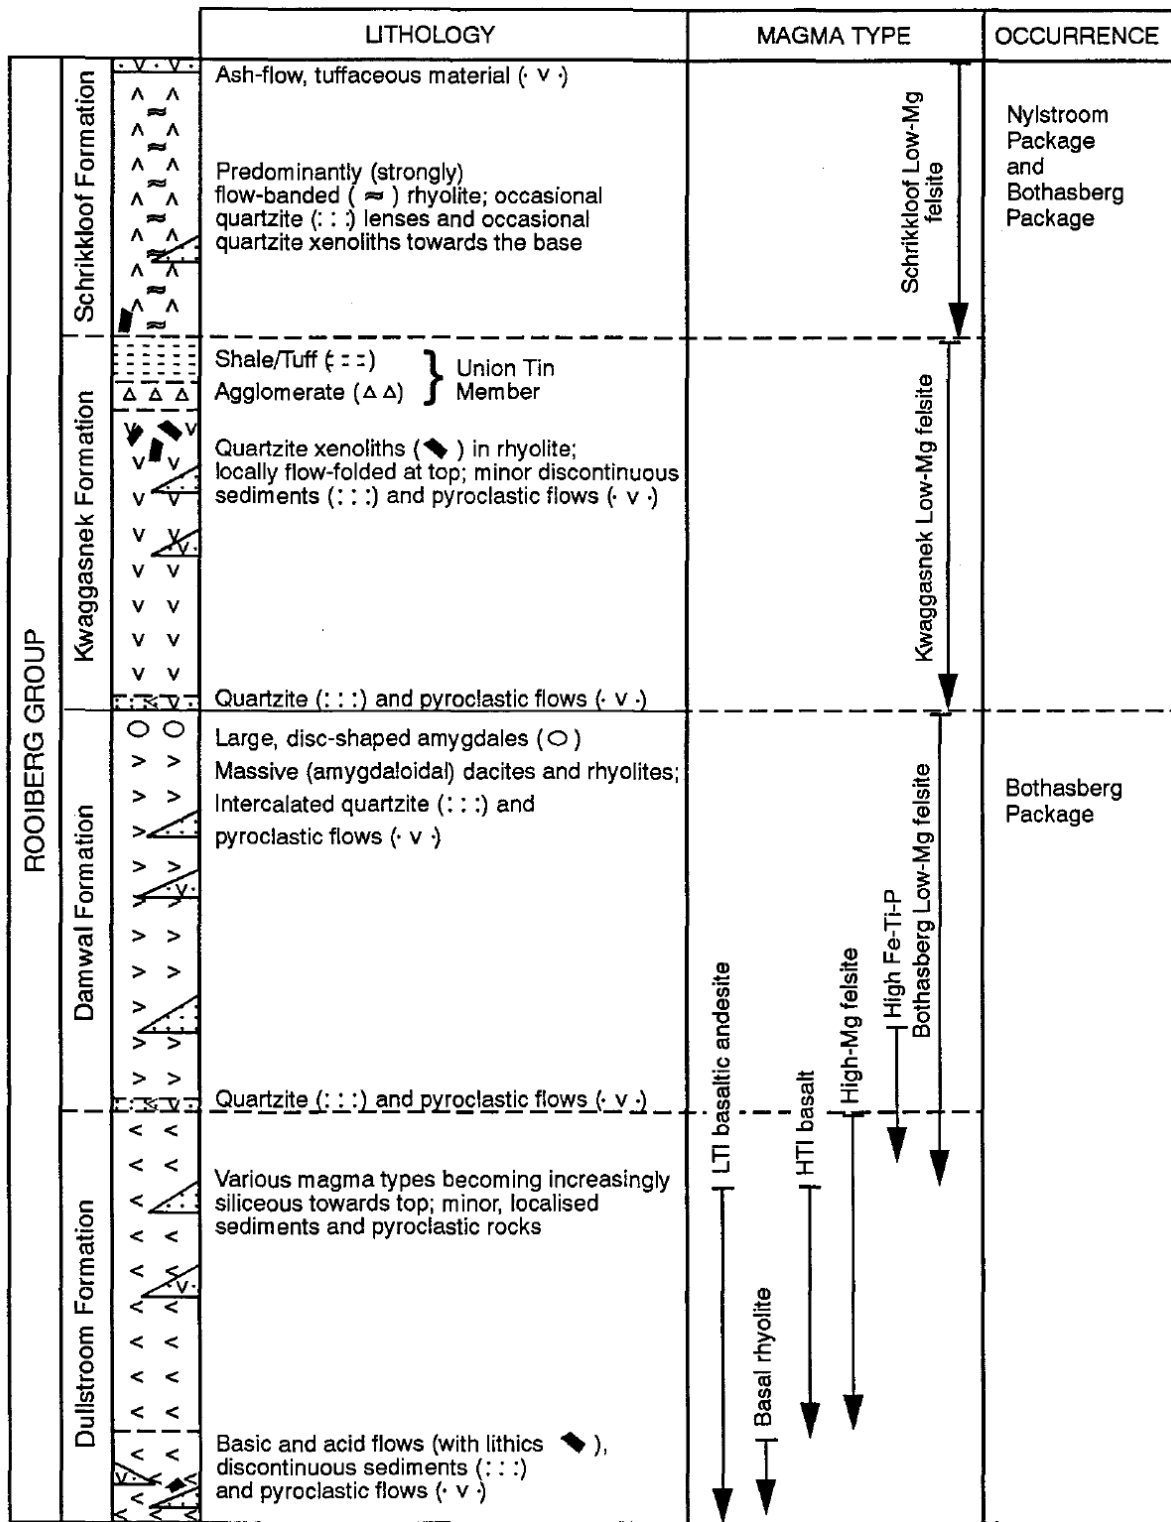 LITHOLOGY
MAGMA TYPE
OCCURRENCE
ROOIBERG GROUP
Schrikkloof Formation
Ash-flow, tuffaceous material (· v ·)
Predominantly (strongly)
flow-banded ( ≈ ) rhyolite; occasional
quartzite (: : :) lenses and occasional
quartzite xenoliths towards the base
Schrikkloof Low-Mg
felsite
Nylstroom
Package
and
Bothasberg
Package
Kwaggasnek Formation
Shale/Tuff (- - -)
Agglomerate (Δ Δ)
Union Tin
Member
Quartzite xenoliths ( ) in rhyolite;
locally flow-folded at top; minor discontinuous
sediments (: : :) and pyroclastic flows (· v ·)
Quartzite (: : :) and pyroclastic flows (· v ·)
Kwaggasnek Low-Mg felsite
Damwal Formation
Large, disc-shaped amygdales (O)
Massive (amygdaloidal) dacites and rhyolites;
Intercalated quartzite (: : :) and
pyroclastic flows (· v ·)
Quartzite (: : :) and pyroclastic flows (· v ·)
Bothasberg
Package
LTI basaltic andesite
Basal rhyolite
HTI basalt
High-Mg felsite
High Fe-Ti-P
Bothasberg Low-Mg felsite
Dullstroom Formation
Various magma types becoming increasingly
siliceous towards top; minor, localised
sediments and pyroclastic rocks
Basic and acid flows (with lithics ),
discontinuous sediments (: : :)
and pyroclastic flows (· v ·)